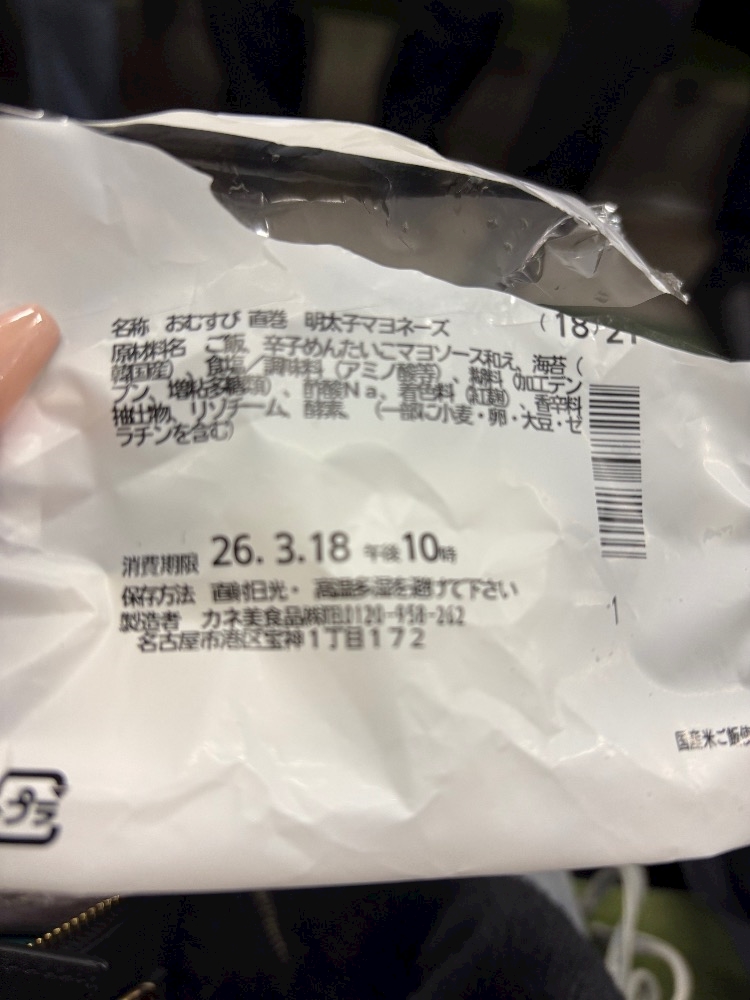 名称 おむすび 直巻 明太子マヨネーズ
(18) 21
原材料名 ご飯、辛子めんたいこマヨソース和え、海苔(
韓国産)、食塩/調味料(アミノ酸等)、糊料(加工デン
プン、増粘多糖類)、酢酸Na、着色料(紅麹)、香辛料
抽出物、リゾチーム、酵素、(一部に小麦・卵・大豆・ゼ
ラチンを含む)
消費期限 26. 3.18 午後10時
保存方法 直射日光・高温多湿を避けて下さい
製造者 カネ美食品㈱ 0120-958-262
名古屋市港区宝神1丁目172
1
国産米ご飯使
プラ